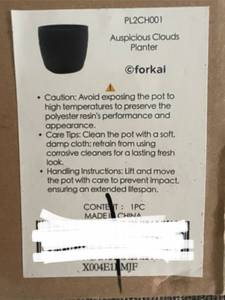 PL2CH001
Auspicious Clouds
Planter
©forkai
• Caution: Avoid exposing the pot to
high temperatures to preserve the
polyester resin's performance and
appearance.
• Care Tips: Clean the pot with a soft,
damp cloth; refrain from using
corrosive cleaners for a lasting fresh
look.
• Handling Instructions: Lift and move
the pot with care to prevent impact,
ensuring an extended lifespan.
CONTENT: 1PC
MADE IN CHINA